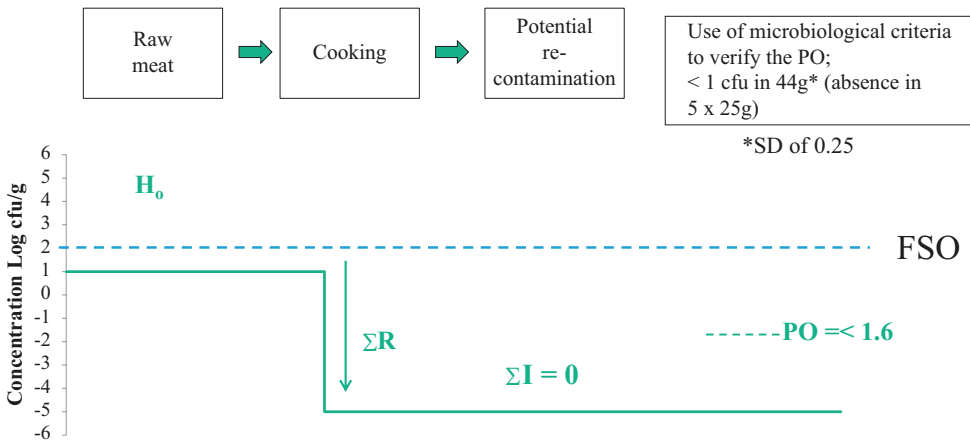 Raw
meat
Cooking
Potential
re-
contamination
Use of microbiological criteria
to verify the PO;
< 1 cfu in 44g* (absence in
5 x 25g)
*SD of 0.25
Concentration Log cfu/g
6
5
4
3
2
1
0
-1
-2
-3
-4
-5
-6
Ho
FSO
ΣR
PO =< 1.6
ΣI = 0